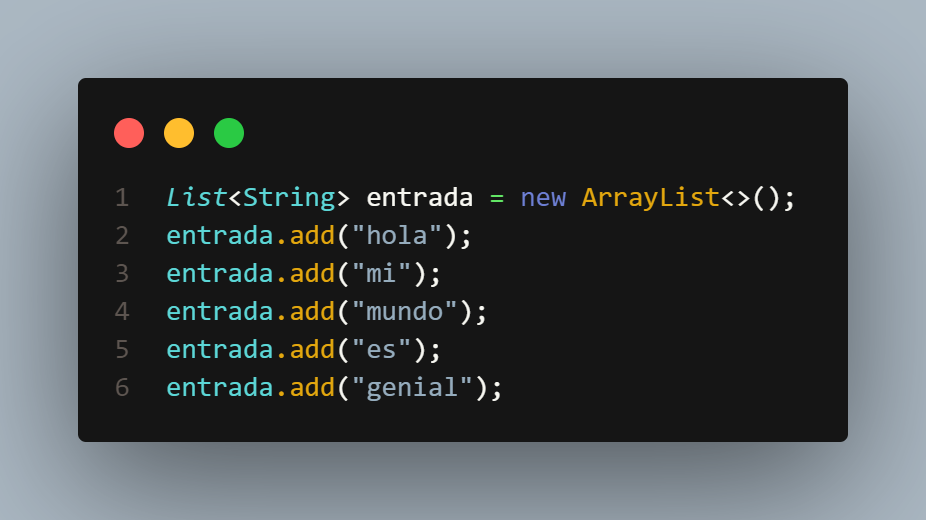 1 List<String> entrada = new ArrayList<>();
2 entrada.add("hola");
3 entrada.add("mi");
4 entrada.add("mundo");
5 entrada.add("es");
6 entrada.add("genial");